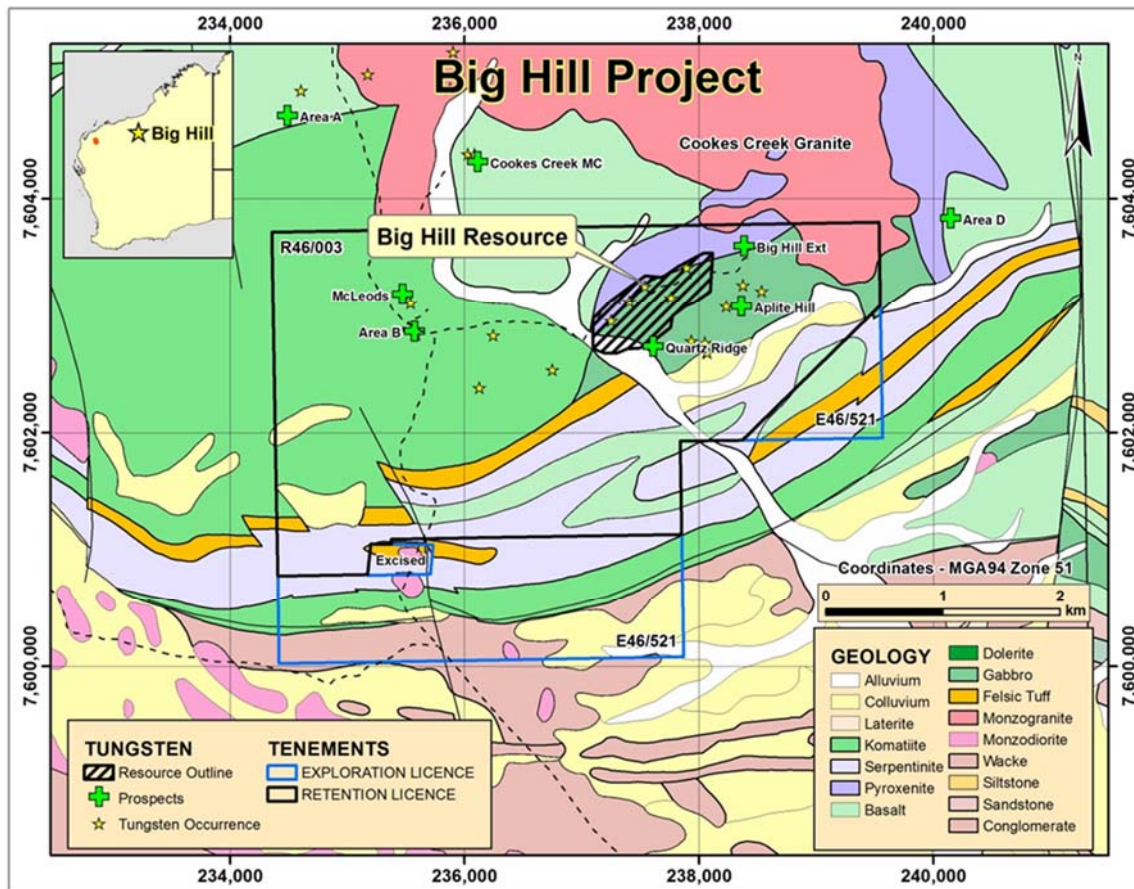 234,000
236,000
238,000
240,000
Big Hill Project
Big Hill
N
Area A
Cookes Creek MC
Cookes Creek Granite
7,604,000
7,604,000
Area D
R46/003
Big Hill Resource
Big Hill Ext
McLeods
Aplite Hill
Area B
Quartz Ridge
7,602,000
E46/521
7,602,000
Excised
Coordinates - MGA94 Zone 51
0
1
2
km
E46/521
7,600,000
7,600,000
TUNGSTEN
Resource Outline
Prospects
Tungsten Occurrence
TENEMENTS
EXPLORATION LICENCE
RETENTION LICENCE
GEOLOGY
Alluvium
Colluvium
Laterite
Komatiite
Serpentinite
Pyroxenite
Basalt
Dolerite
Gabbro
Felsic Tuff
Monzogranite
Monzodiorite
Wacke
Siltstone
Sandstone
Conglomerate
234,000
236,000
238,000
240,000